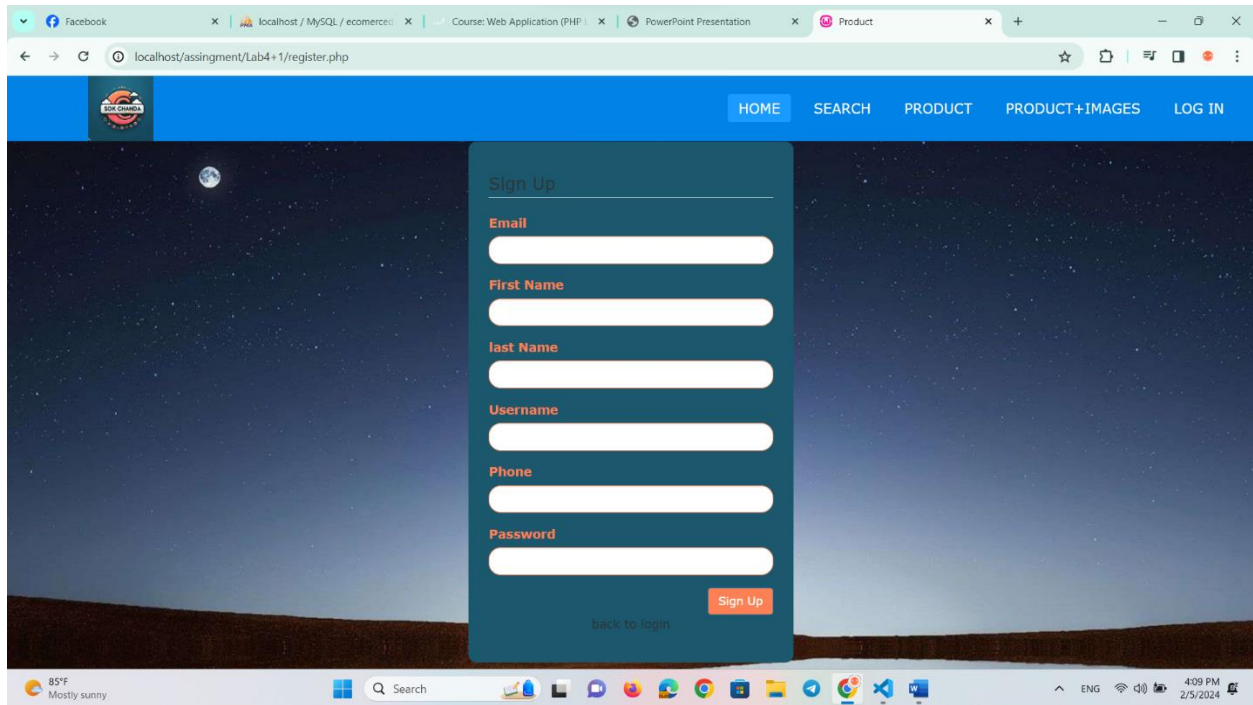 Facebook
localhost / MySQL / ecomerced
Course: Web Application (PHP
PowerPoint Presentation
Product
localhost/assingment/Lab4+1/register.php
SOK CHANDA
HOME
SEARCH
PRODUCT
PRODUCT+IMAGES
LOG IN
Sign Up
Email
First Name
last Name
Username
Phone
Password
Sign Up
back to login
85°F
Mostly sunny
Search
ENG
4:09 PM
2/5/2024